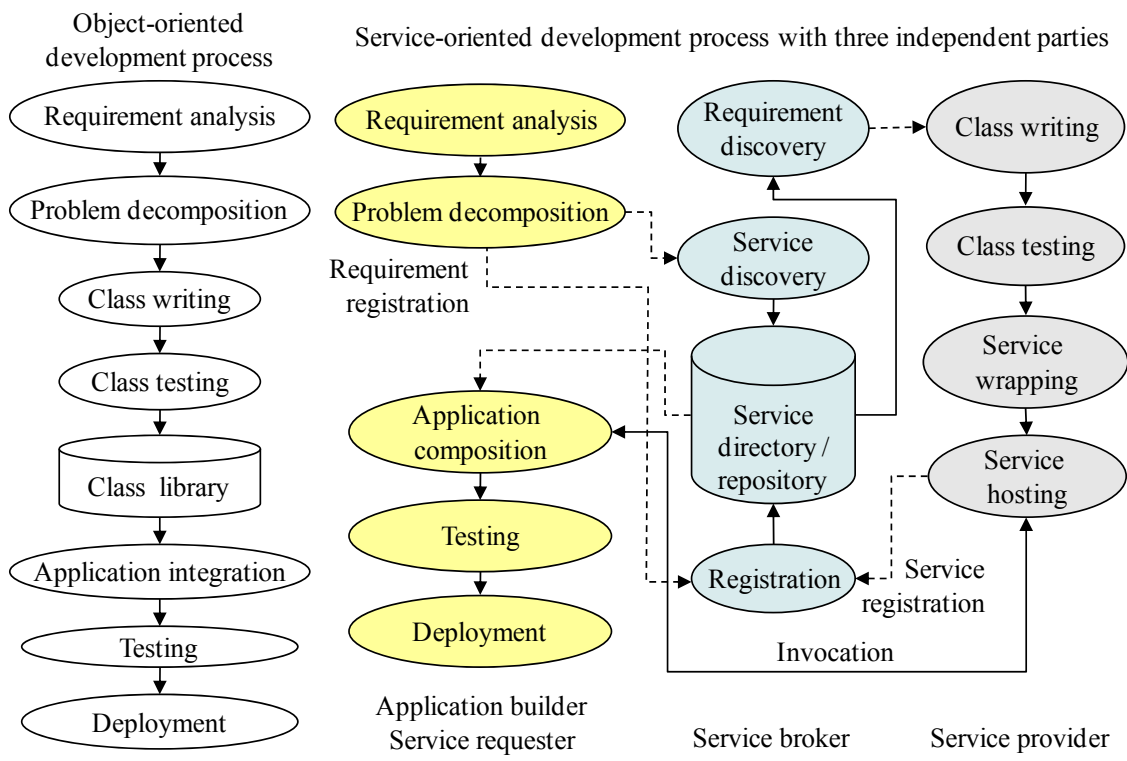 Object-oriented
development process
Requirement analysis
Problem decomposition
Class writing
Class testing
Class library
Application integration
Testing
Deployment
Service-oriented development process with three independent parties
Requirement analysis
Problem decomposition
Requirement
registration
Application
composition
Testing
Deployment
Application builder
Service requester
Requirement
discovery
Service
discovery
Service
directory /
repository
Registration
Service
registration
Invocation
Service broker
Class writing
Class testing
Service
wrapping
Service
hosting
Service provider